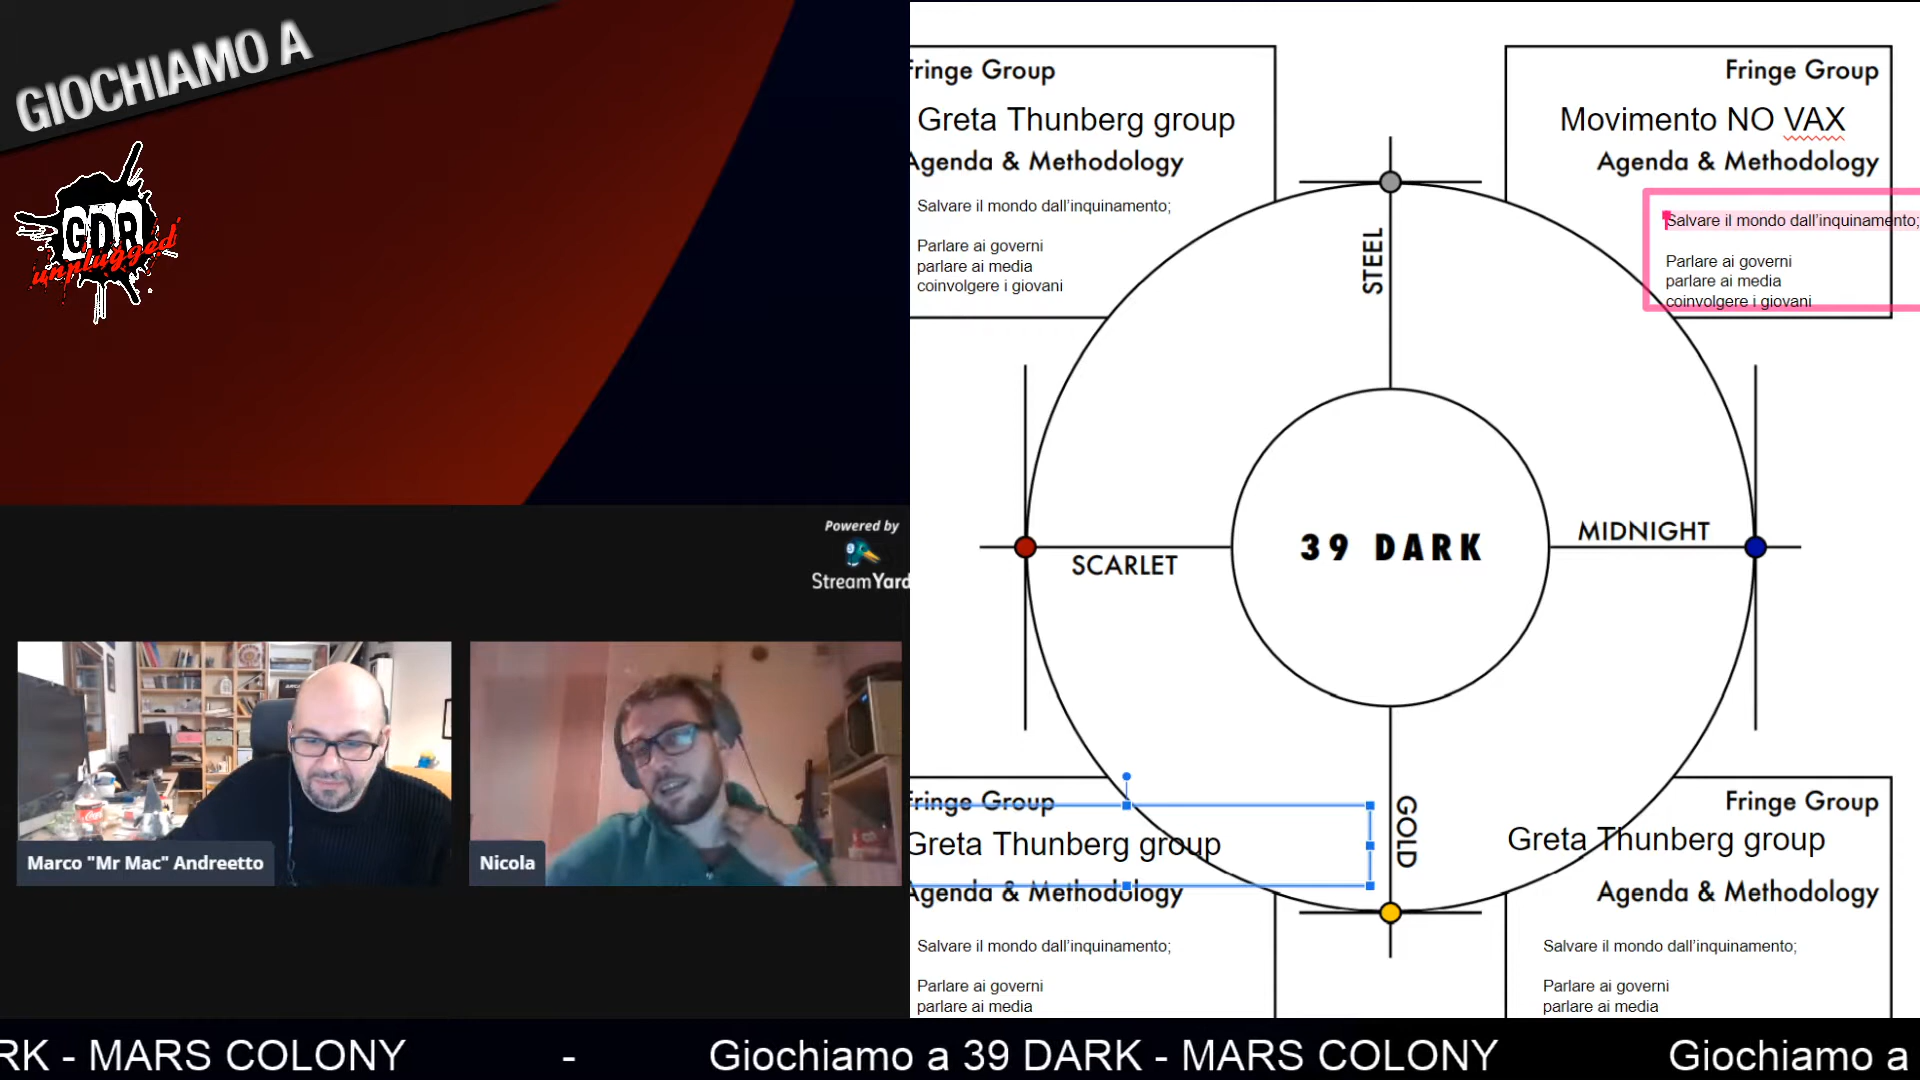 GIOCHIAMO A
GDR
unplugged
Powered by
StreamYard
Marco "Mr Mac" Andreetto
Nicola
Fringe Group
Greta Thunberg group
Agenda & Methodology
Salvare il mondo dall'inquinamento;
Parlare ai governi
parlare ai media
coinvolgere i giovani
Fringe Group
Movimento NO VAX
Agenda & Methodology
Salvare il mondo dall'inquinamento;
Parlare ai governi
parlare ai media
coinvolgere i giovani
STEEL
SCARLET
39 DARK
MIDNIGHT
GOLD
Fringe Group
Greta Thunberg group
Agenda & Methodology
Salvare il mondo dall'inquinamento;
Parlare ai governi
parlare ai media
Fringe Group
Greta Thunberg group
Agenda & Methodology
Salvare il mondo dall'inquinamento;
Parlare ai governi
parlare ai media
RK - MARS COLONY - Giochiamo a 39 DARK - MARS COLONY Giochiamo a